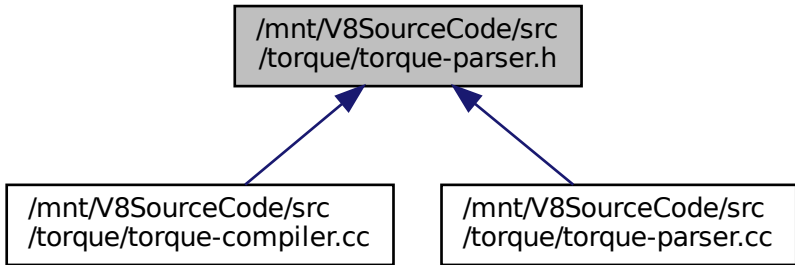 /mnt/V8SourceCode/src
/torque/torque-parser.h
/mnt/V8SourceCode/src
/torque/torque-compiler.cc
/mnt/V8SourceCode/src
/torque/torque-parser.cc